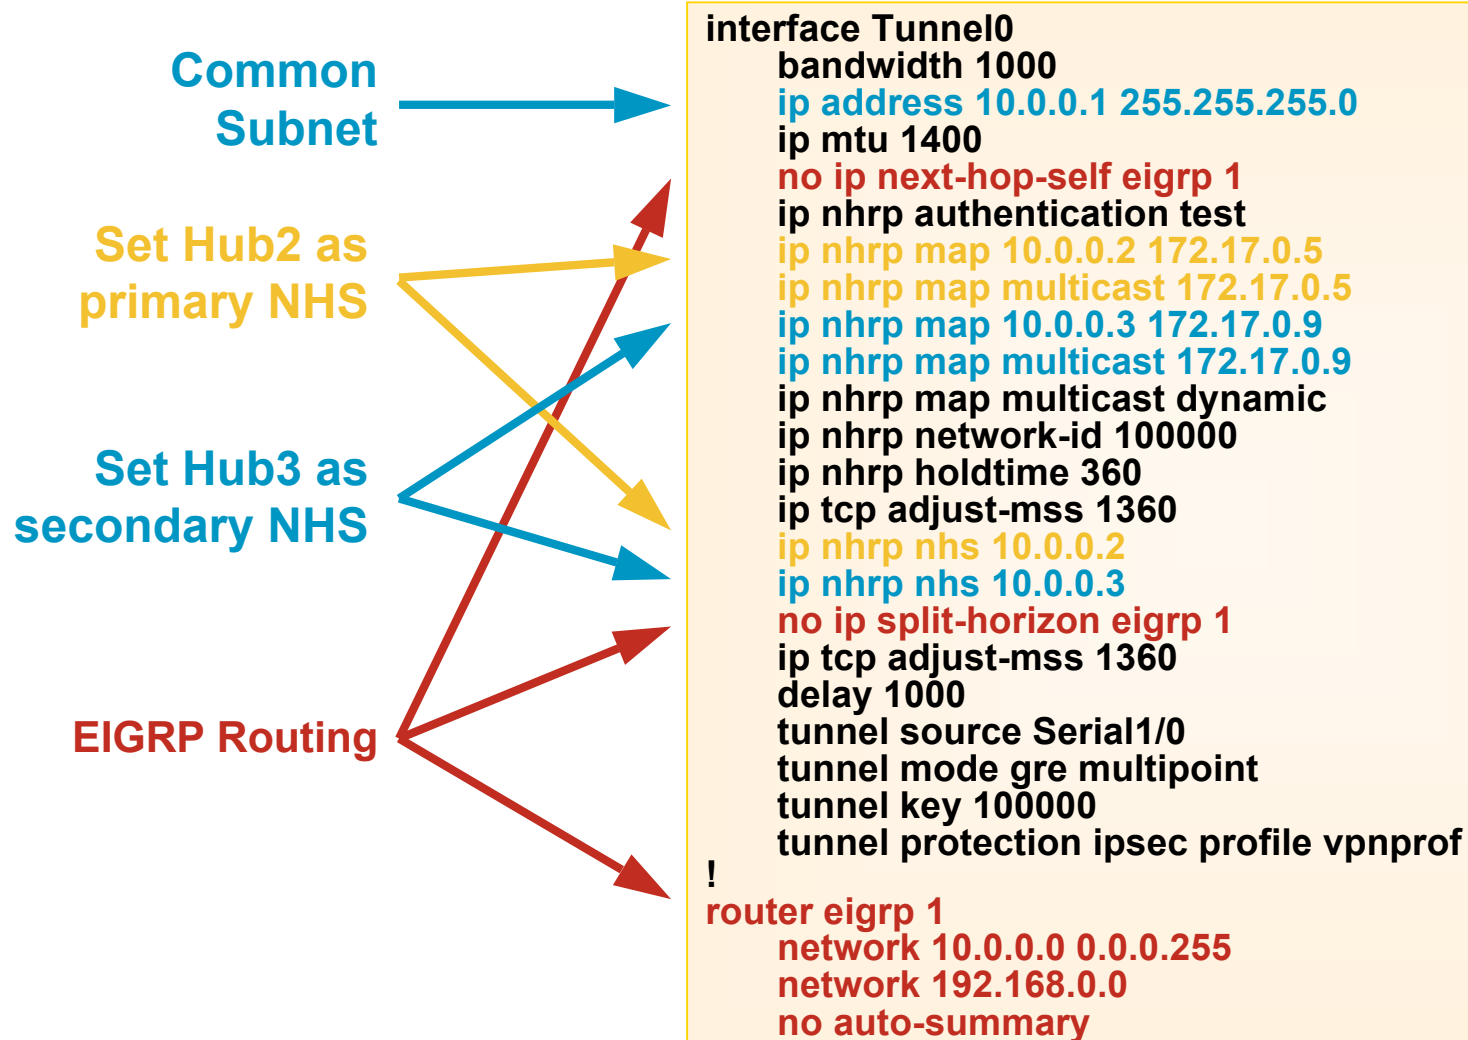 Common
Subnet
Set Hub2 as
primary NHS
Set Hub3 as
secondary NHS
EIGRP Routing
interface Tunnel0
bandwidth 1000
ip address 10.0.0.1 255.255.255.0
ip mtu 1400
no ip next-hop-self eigrp 1
ip nhrp authentication test
ip nhrp map 10.0.0.2 172.17.0.5
ip nhrp map multicast 172.17.0.5
ip nhrp map 10.0.0.3 172.17.0.9
ip nhrp map multicast 172.17.0.9
ip nhrp map multicast dynamic
ip nhrp network-id 100000
ip nhrp holdtime 360
ip tcp adjust-mss 1360
ip nhrp nhs 10.0.0.2
ip nhrp nhs 10.0.0.3
no ip split-horizon eigrp 1
ip tcp adjust-mss 1360
delay 1000
tunnel source Serial1/0
tunnel mode gre multipoint
tunnel key 100000
tunnel protection ipsec profile vpnprof
!
router eigrp 1
network 10.0.0.0 0.0.0.255
network 192.168.0.0
no auto-summary